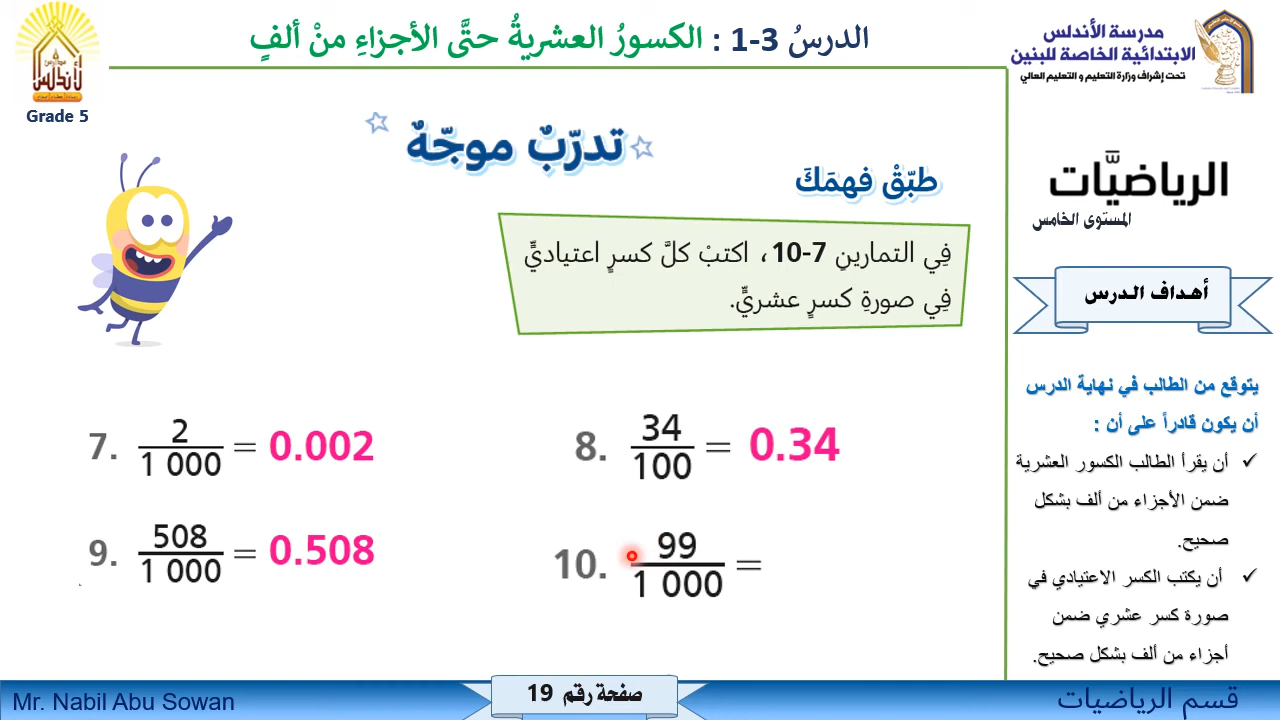 مدرسة الأندلس
الابتدائية الخاصة للبنين
تحت إشراف وزارة التعليم و التعليم العالي
الدرسُ 3-1 : الكسورُ العشريةُ حتَّى الأجزاءِ منْ ألفٍ
Grade 5
الرياضيَّات
المستوى الخامس
أهداف الدرس
يتوقع من الطالب في نهاية الدرس
أن يكون قادراً على أن :
✓ أن يقرأ الطالب الكسور العشرية
ضمن الأجزاء من ألف بشكل
صحيح.
✓ أن يكتب الكسر الاعتيادي في
صورة كسر عشري ضمن
أجزاء من ألف بشكل صحيح.
تدرّبٌ موجّهٌ
طبّقْ فهمَكَ
فِي التمارينِ 7-10، اكتبْ كلَّ كسرٍ اعتياديٍّ
فِي صورةِ كسرٍ عشريٍّ.
7. 2/1 000 = 0.002
8. 34/100 = 0.34
9. 508/1 000 = 0.508
10. 99/1 000 =
Mr. Nabil Abu Sowan
صفحة رقم 19
قسم الرياضيات